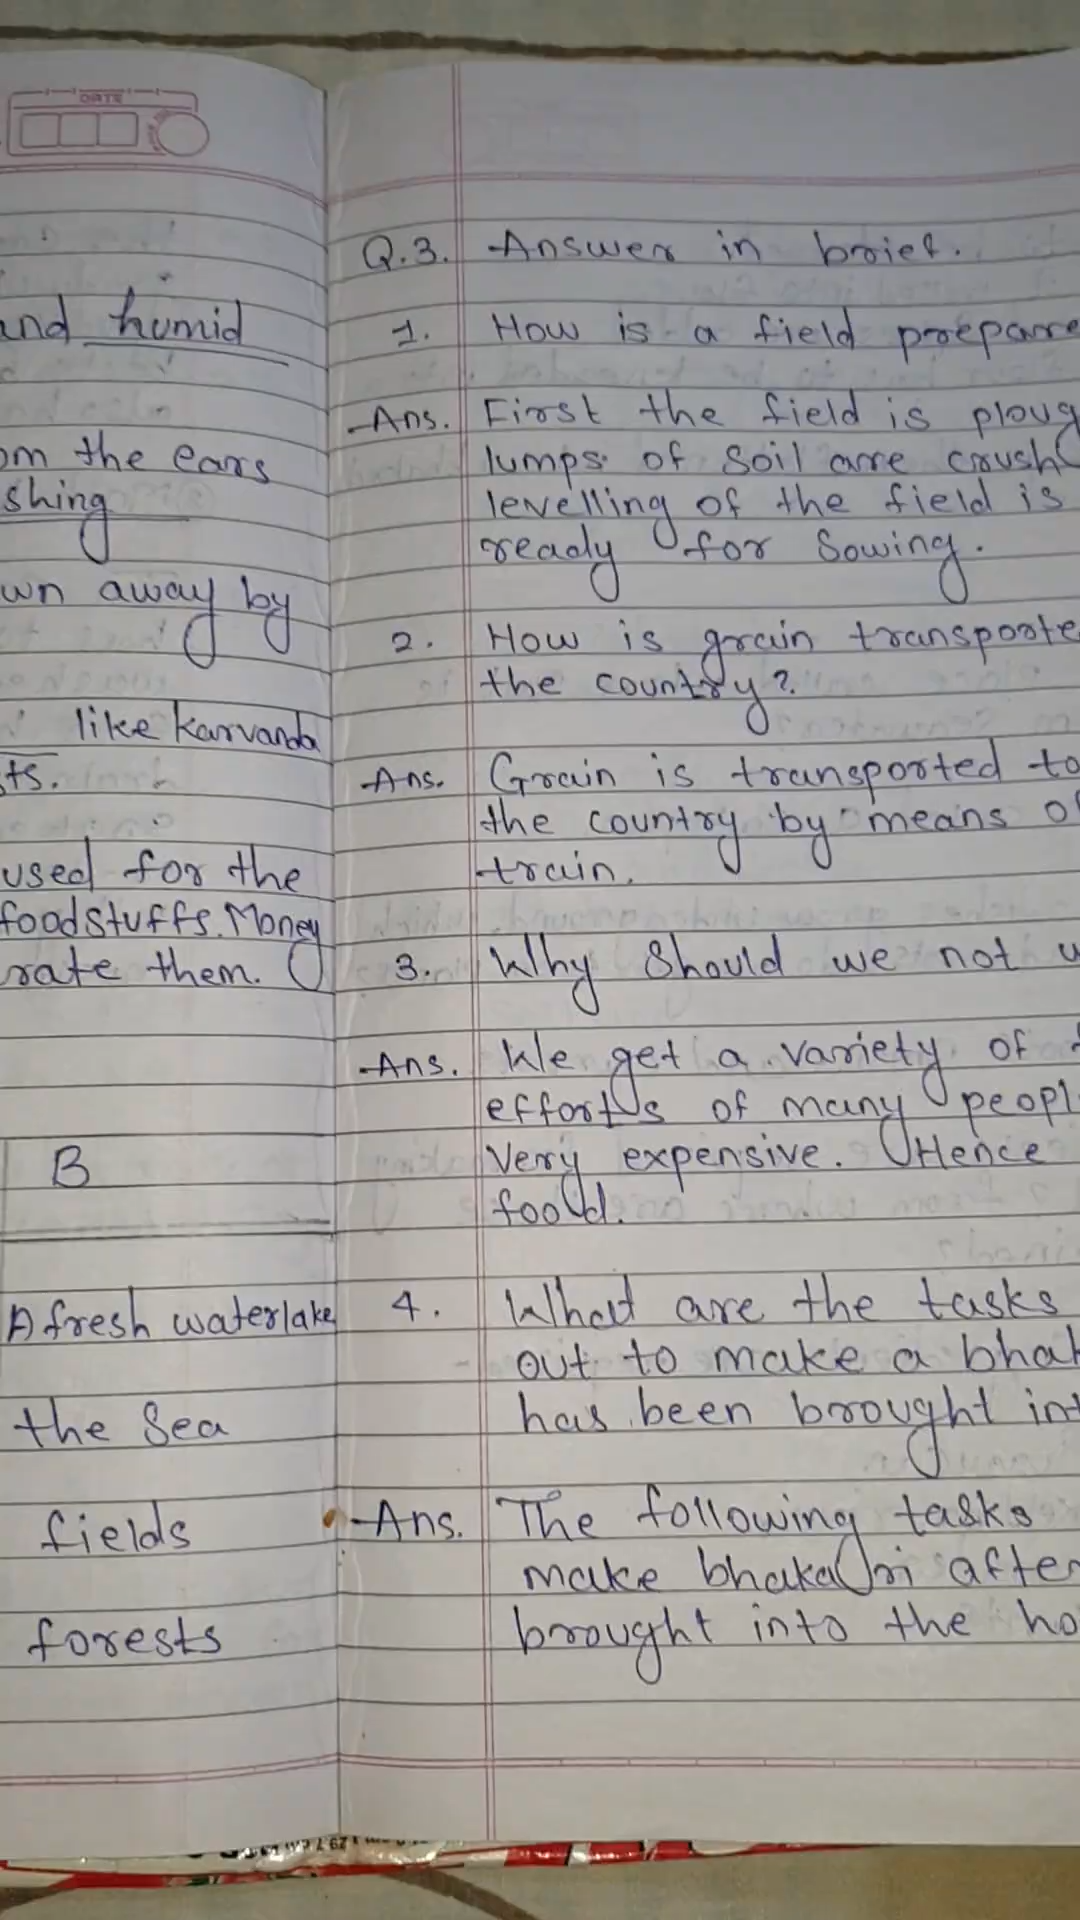 DATE
and humid
om the ears
shing
wn away by
like karvanda
ts.
used for the
foodstuffs. Money
rate them.
B
A fresh waterlake
the Sea
fields
forests
Q.3. Answer in brief.
1. How is a field prepare
Ans. First the field is ploug
lumps of soil are crush
levelling of the field is
ready for sowing.
2. How is grain transporte
the country?
Ans. Grain is transported to
the country by means of
train.
3. Why should we not w
Ans. We get a variety of f
efforts of many peopl
very expensive. Hence
food.
4. What are the tasks
out to make a bhak
has been brought int
Ans. The following tasks
make bhakari after
brought into the ho